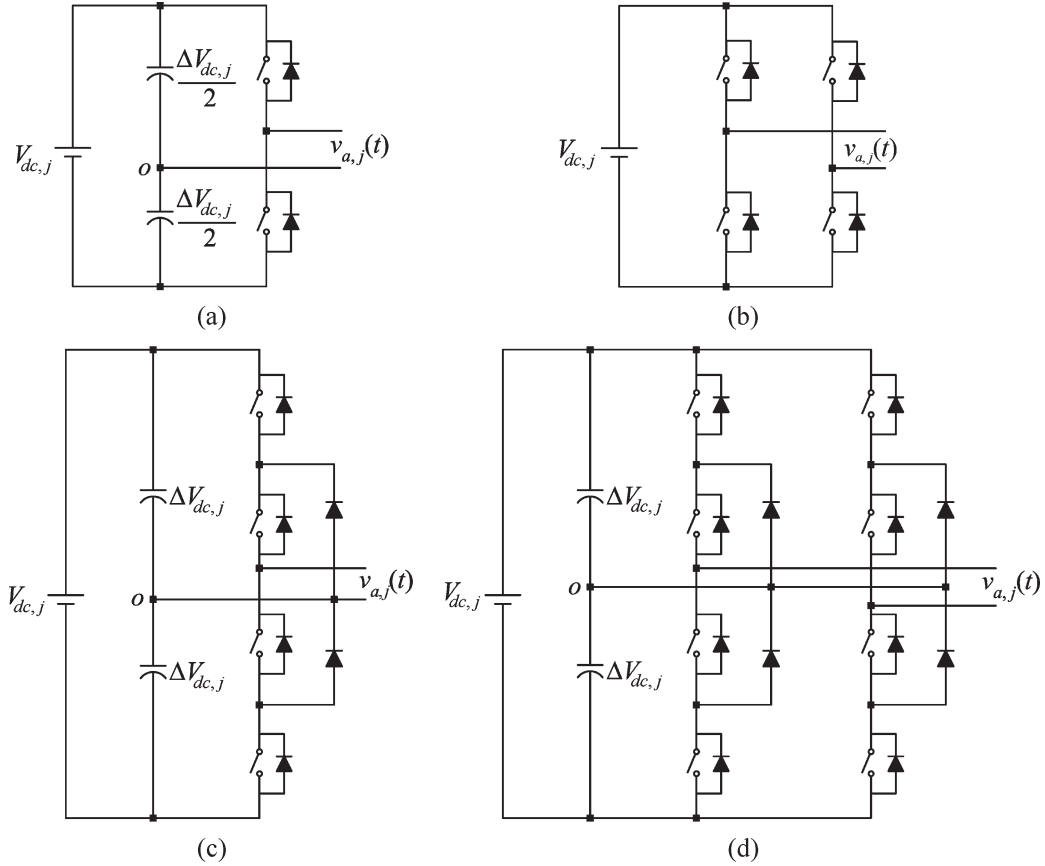 ΔV_{dc, j}
2
V_{dc, j}
o
v_{a, j}(t)
ΔV_{dc, j}
2
(a)
V_{dc, j}
v_{a, j}(t)
(b)
ΔV_{dc, j}
V_{dc, j}
o
v_{a, j}(t)
ΔV_{dc, j}
(c)
ΔV_{dc, j}
V_{dc, j}
o
v_{a, j}(t)
ΔV_{dc, j}
(d)